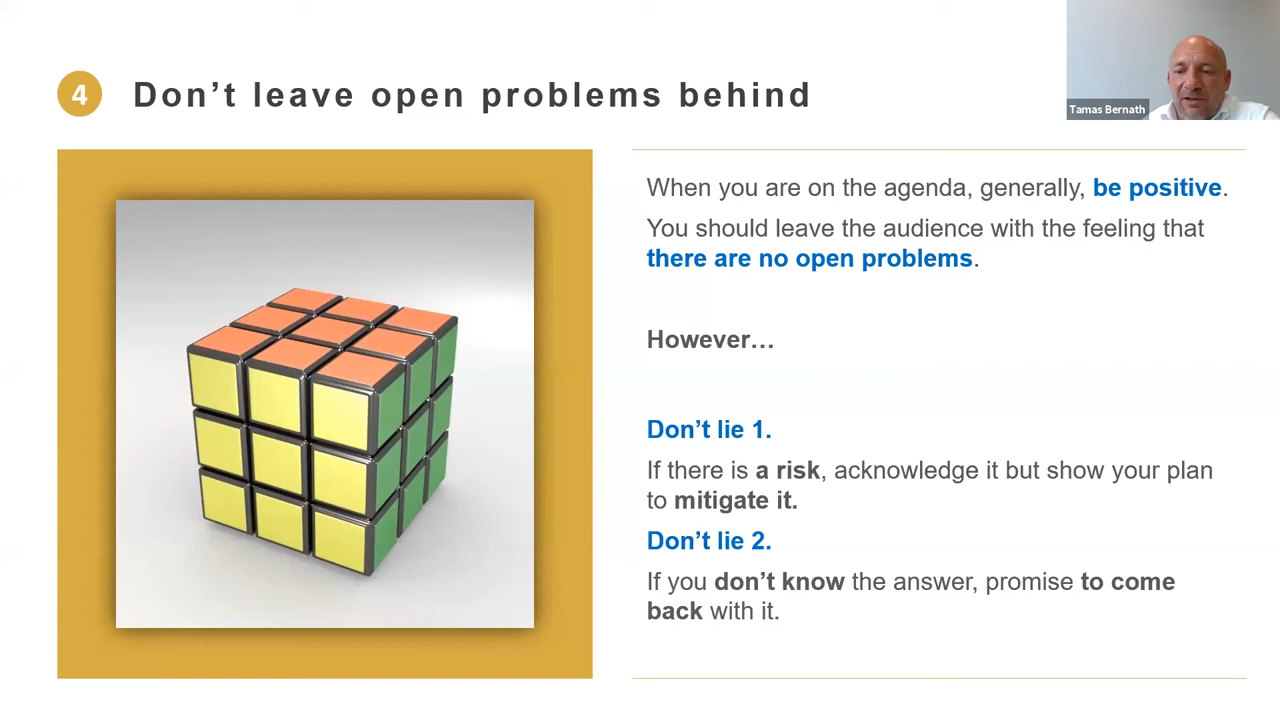 4
Don’t leave open problems behind
Tamas Bernath
When you are on the agenda, generally, be positive.
You should leave the audience with the feeling that
there are no open problems.
However…
Don’t lie 1.
If there is a risk, acknowledge it but show your plan
to mitigate it.
Don’t lie 2.
If you don’t know the answer, promise to come
back with it.